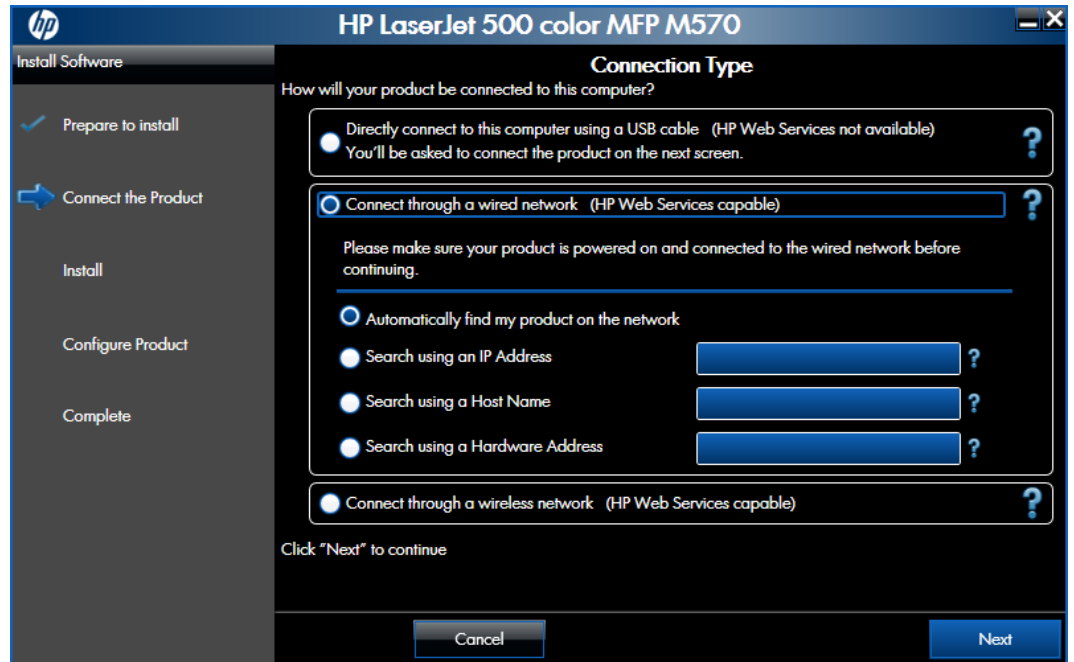 hp
HP LaserJet 500 color MFP M570
Install Software
Prepare to install
Connect the Product
Install
Configure Product
Complete
Connection Type
How will your product be connected to this computer?
Directly connect to this computer using a USB cable (HP Web Services not available)
You'll be asked to connect the product on the next screen.
?
Connect through a wired network (HP Web Services capable)
?
Please make sure your product is powered on and connected to the wired network before
continuing.
Automatically find my product on the network
Search using an IP Address ?
Search using a Host Name ?
Search using a Hardware Address ?
Connect through a wireless network (HP Web Services capable)
?
Click "Next" to continue
Cancel
Next